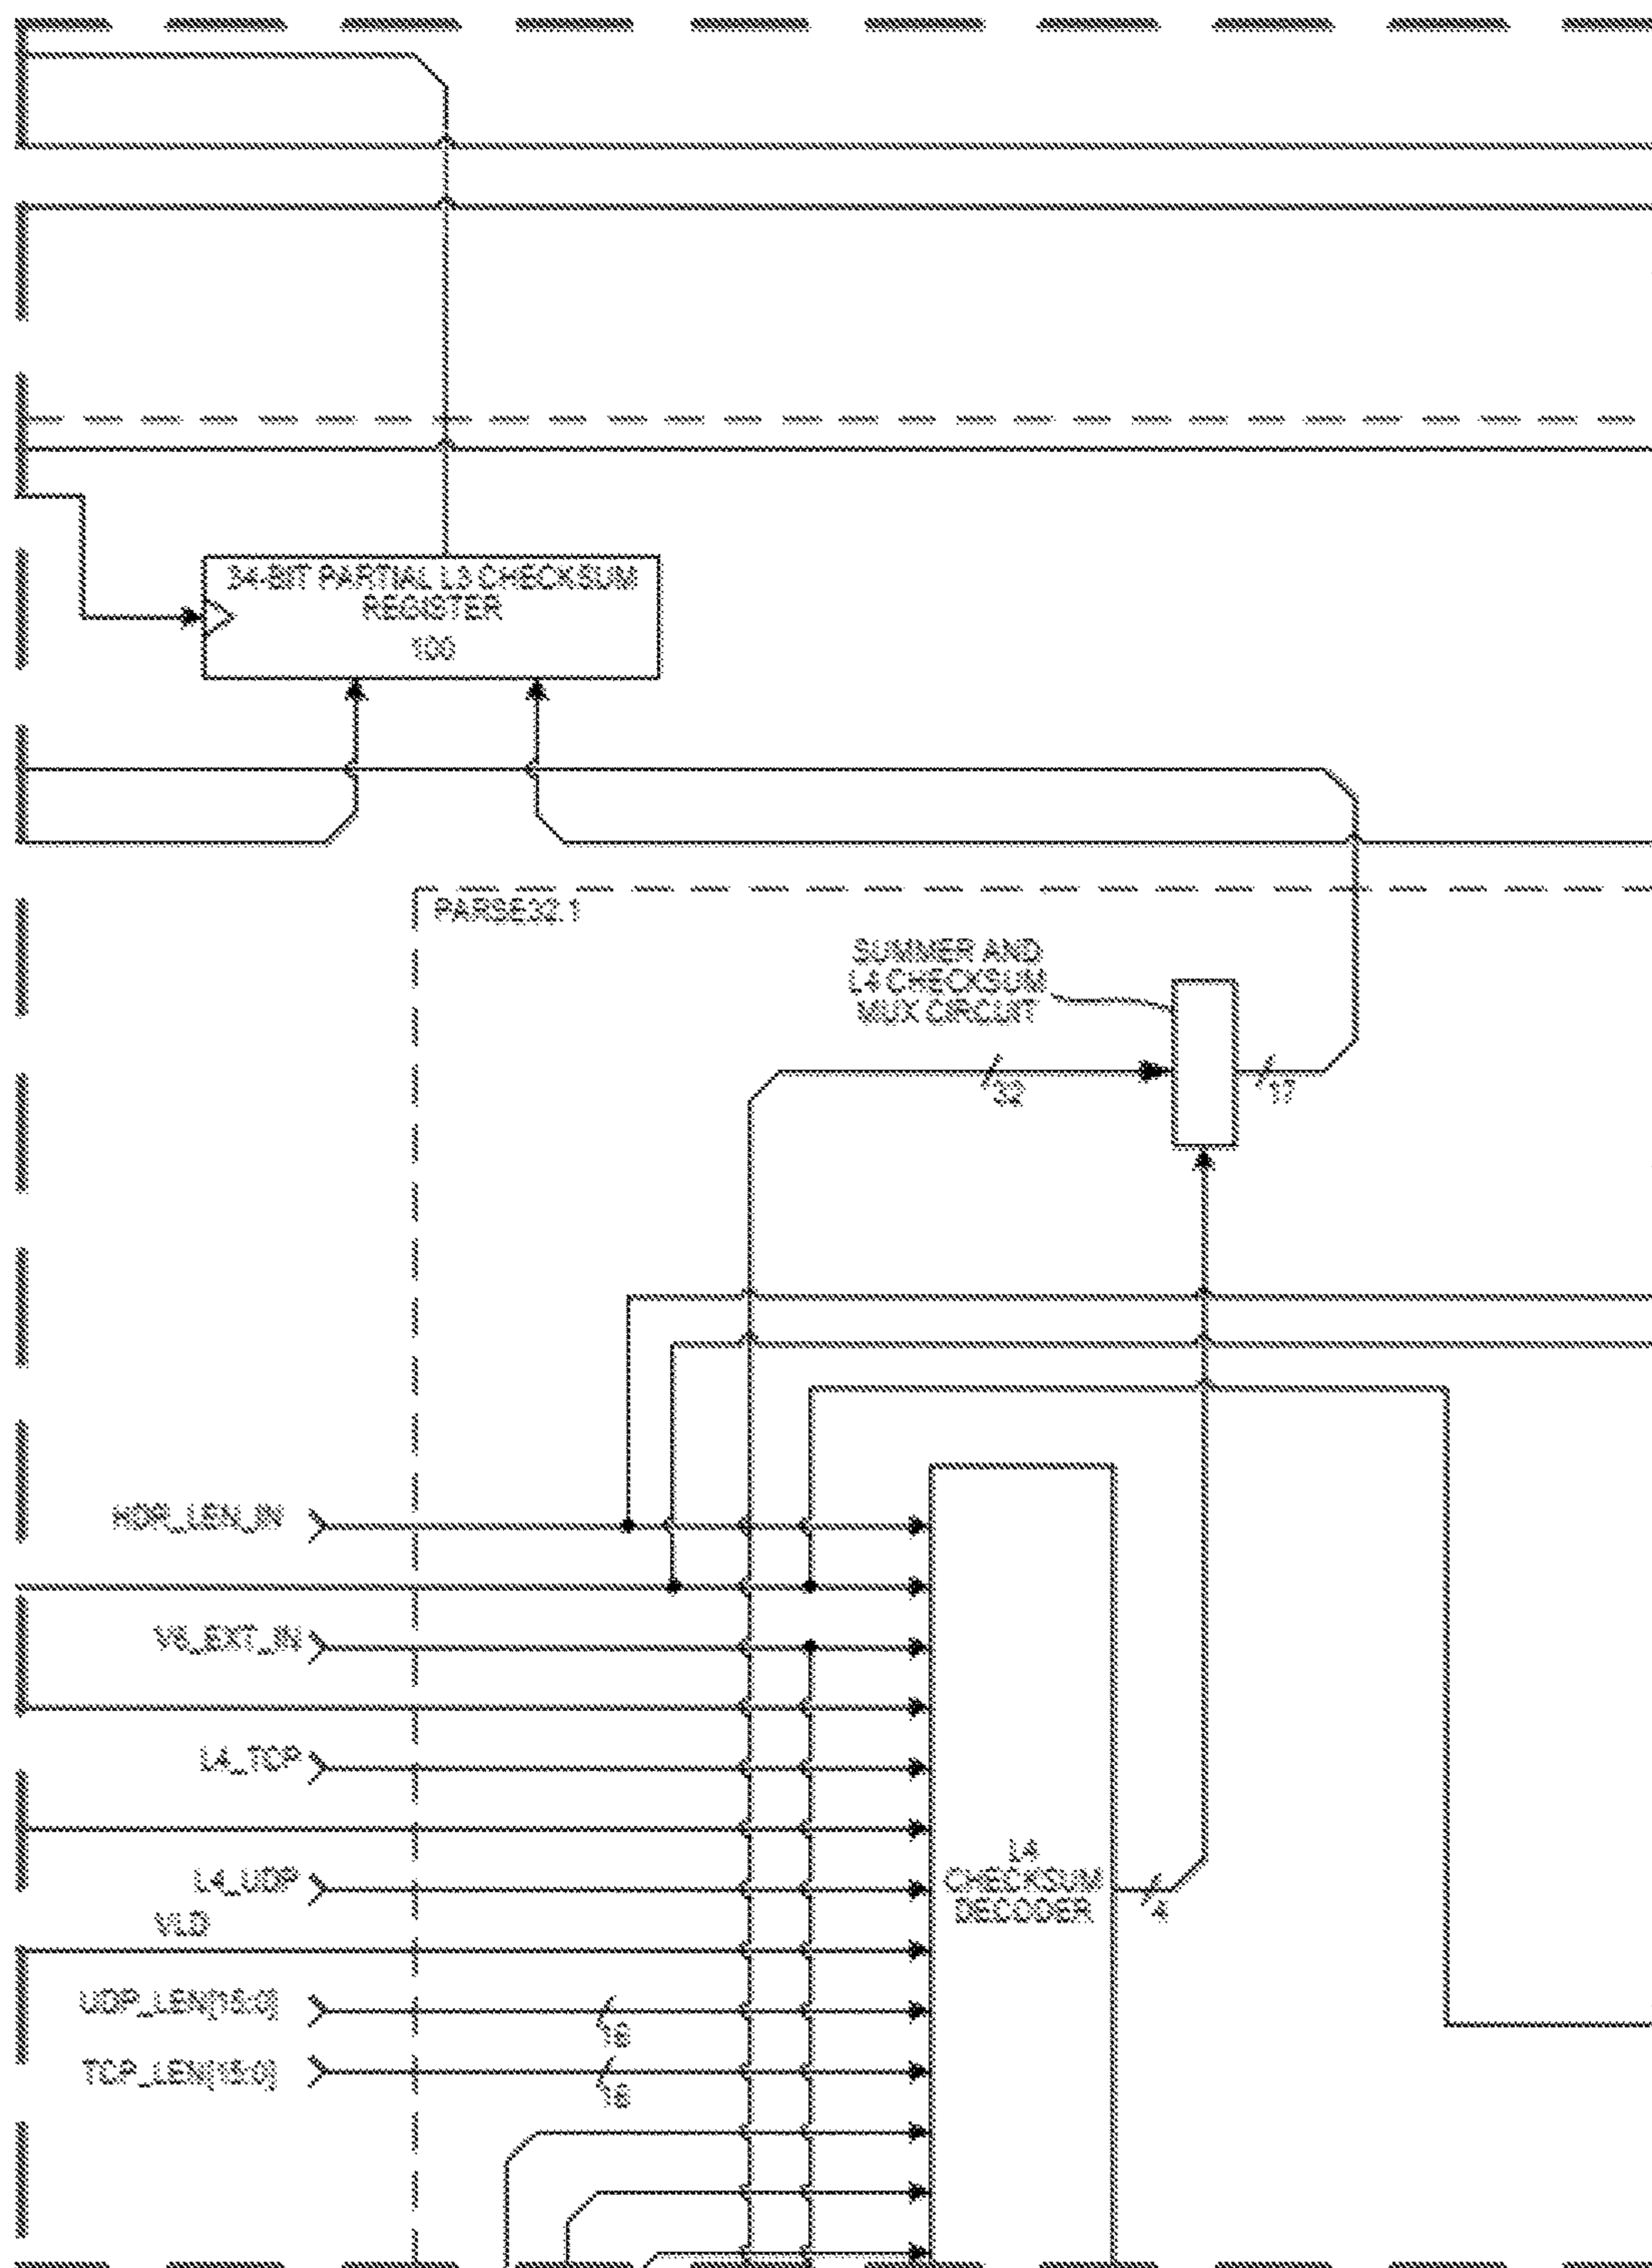 34-BIT PARTIAL L3 CHECKSUM
REGISTER
100
PARSE32.1
SUMMER AND
L4 CHECKSUM
MUX CIRCUIT
32
17
HDR_LEN_IN
V6_EXT_IN
L4_TCP
L4
CHECKSUM
DECODER
L4_UDP
4
VLD
UDP_LEN[15:0]
16
TCP_LEN[15:0]
16